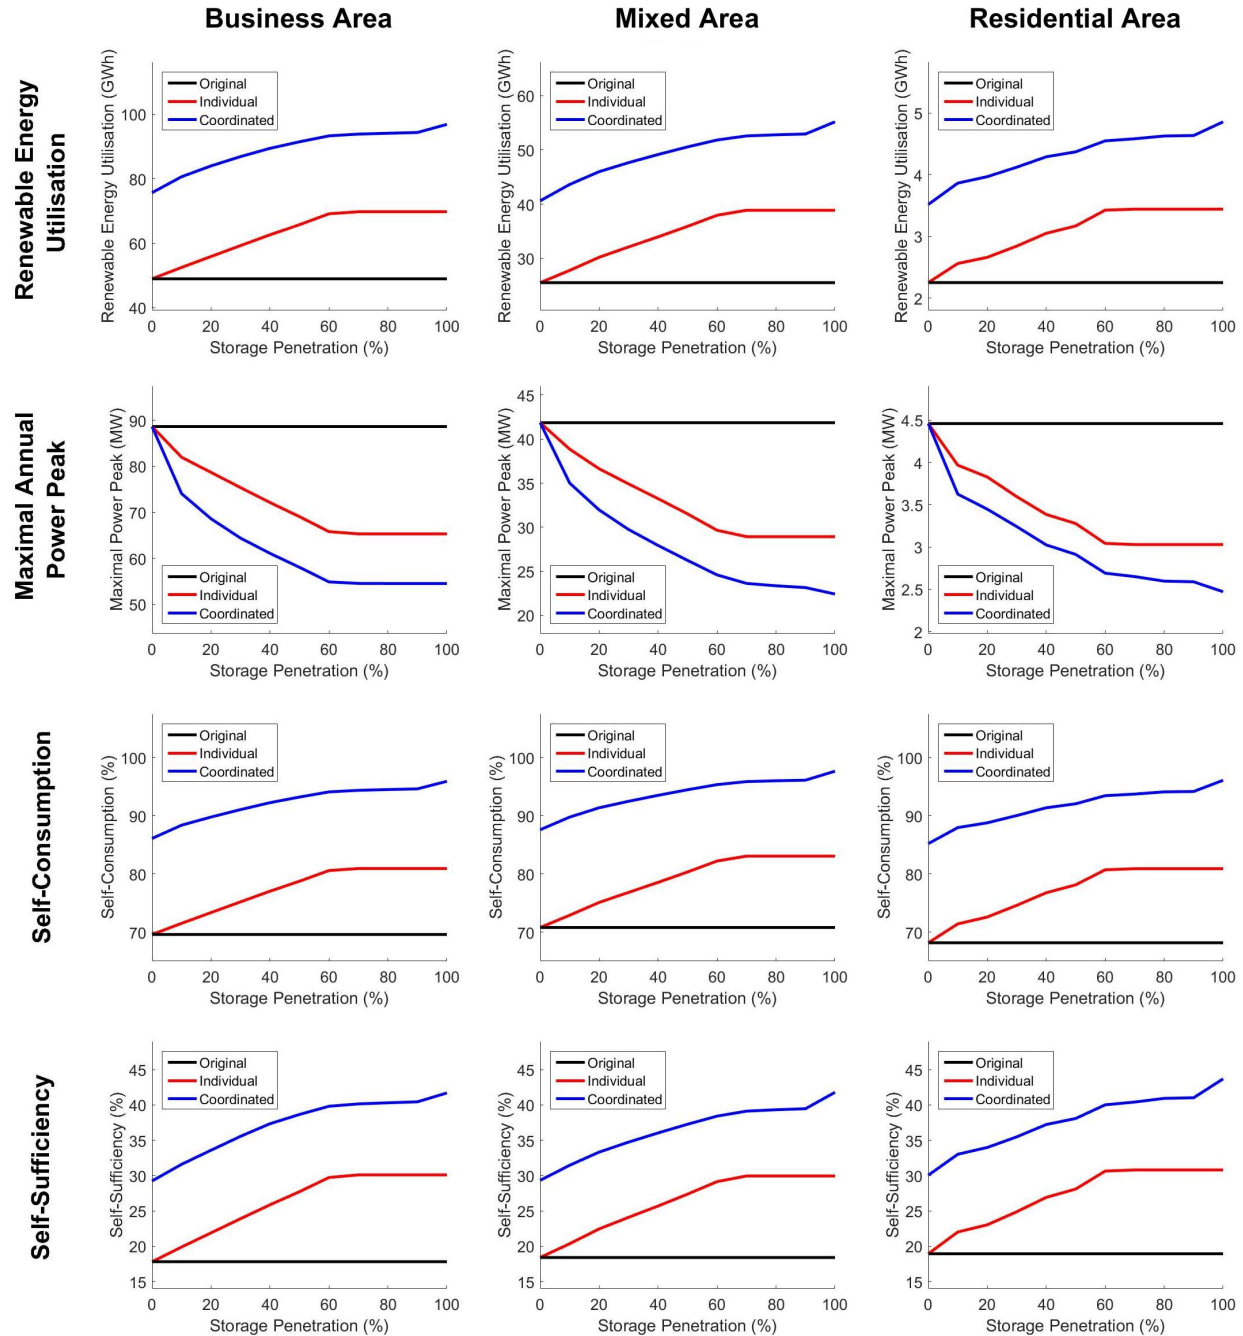 Business Area
Mixed Area
Residential Area
Renewable Energy
Utilisation
Renewable Energy Utilisation (GWh)
100
80
60
40
Original
Individual
Coordinated
0 20 40 60 80 100
Storage Penetration (%)
Renewable Energy Utilisation (GWh)
60
50
40
30
Original
Individual
Coordinated
0 20 40 60 80 100
Storage Penetration (%)
Renewable Energy Utilisation (GWh)
5
4
3
2
Original
Individual
Coordinated
0 20 40 60 80 100
Storage Penetration (%)
Maximal Annual
Power Peak
Maximal Power Peak (MW)
90
80
70
60
50
Original
Individual
Coordinated
0 20 40 60 80 100
Storage Penetration (%)
Maximal Power Peak (MW)
45
40
35
30
25
20
Original
Individual
Coordinated
0 20 40 60 80 100
Storage Penetration (%)
Maximal Power Peak (MW)
4.5
4
3.5
3
2.5
2
Original
Individual
Coordinated
0 20 40 60 80 100
Storage Penetration (%)
Self-Consumption
Self-Consumption (%)
100
90
80
70
Original
Individual
Coordinated
0 20 40 60 80 100
Storage Penetration (%)
Self-Consumption (%)
100
90
80
70
Original
Individual
Coordinated
0 20 40 60 80 100
Storage Penetration (%)
Self-Consumption (%)
100
90
80
70
Original
Individual
Coordinated
0 20 40 60 80 100
Storage Penetration (%)
Self-Sufficiency
Self-Sufficiency (%)
45
40
35
30
25
20
15
Original
Individual
Coordinated
0 20 40 60 80 100
Storage Penetration (%)
Self-Sufficiency (%)
45
40
35
30
25
20
15
Original
Individual
Coordinated
0 20 40 60 80 100
Storage Penetration (%)
Self-Sufficiency (%)
45
40
35
30
25
20
15
Original
Individual
Coordinated
0 20 40 60 80 100
Storage Penetration (%)